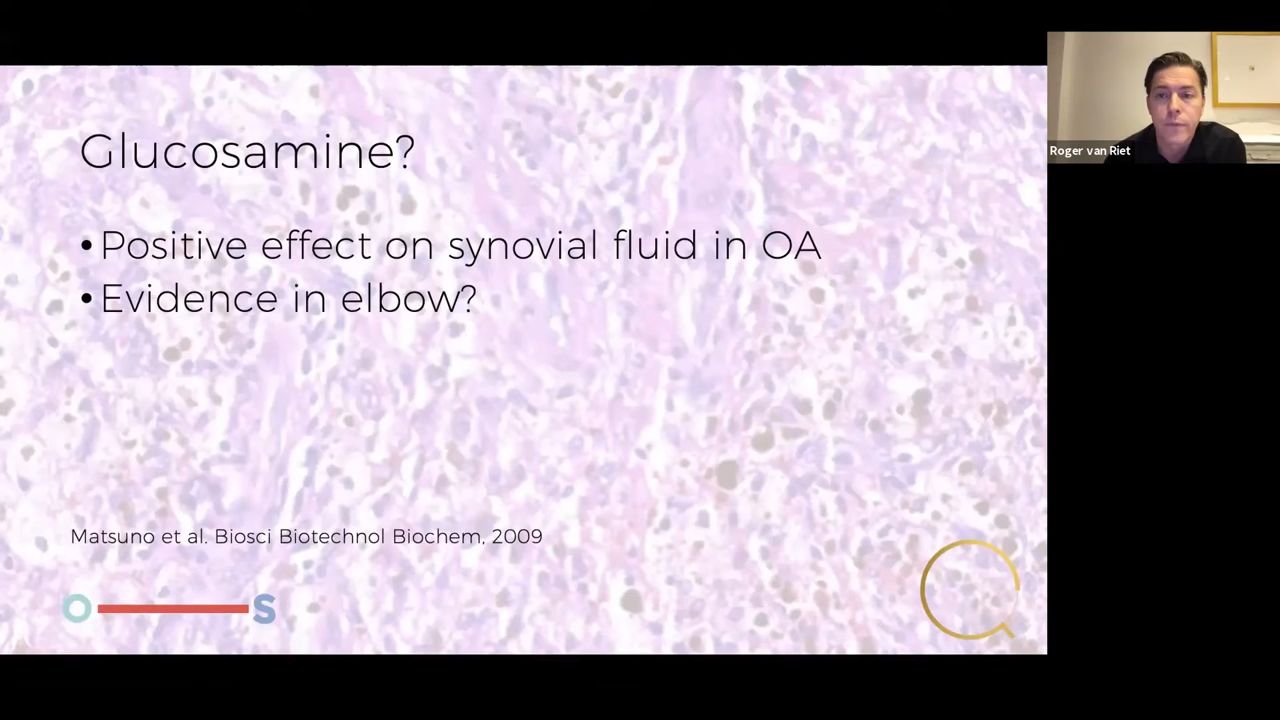 Glucosamine?
• Positive effect on synovial fluid in OA
• Evidence in elbow?
Matsuno et al. Biosci Biotechnol Biochem, 2009
O S
Roger van Riet